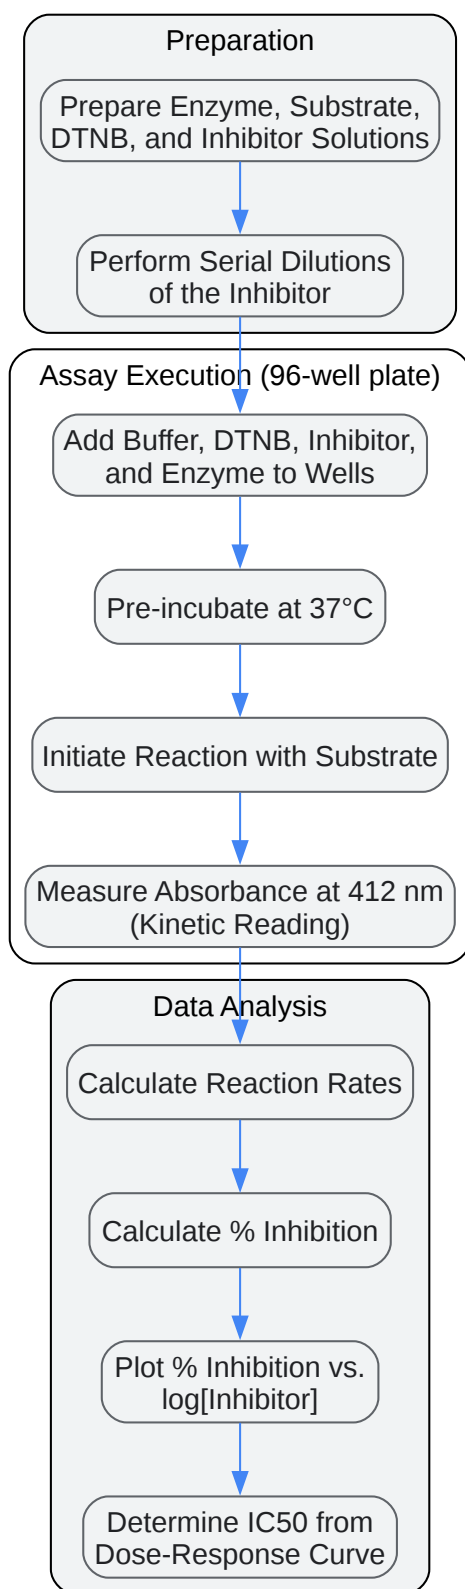 Preparation
Prepare Enzyme, Substrate,
DTNB, and Inhibitor Solutions
Perform Serial Dilutions
of the Inhibitor
Assay Execution (96-well plate)
Add Buffer, DTNB, Inhibitor,
and Enzyme to Wells
Pre-incubate at 37°C
Initiate Reaction with Substrate
Measure Absorbance at 412 nm
(Kinetic Reading)
Data Analysis
Calculate Reaction Rates
Calculate % Inhibition
Plot % Inhibition vs.
log[Inhibitor]
Determine IC50 from
Dose-Response Curve